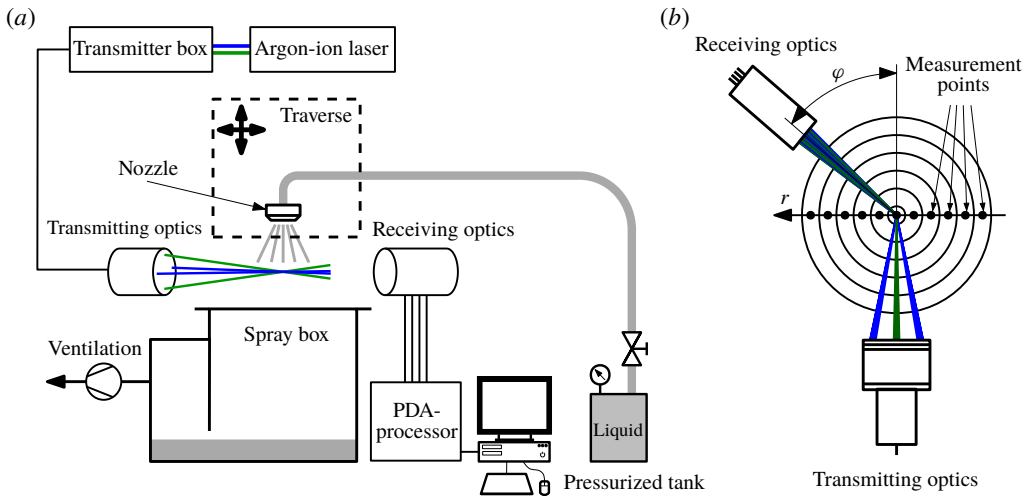 (a)
Transmitter box
Argon-ion laser
Traverse
Nozzle
Transmitting optics
Receiving optics
Spray box
Ventilation
PDA-
processor
Liquid
Pressurized tank
(b)
Receiving optics
φ
Measurement
points
r
Transmitting optics